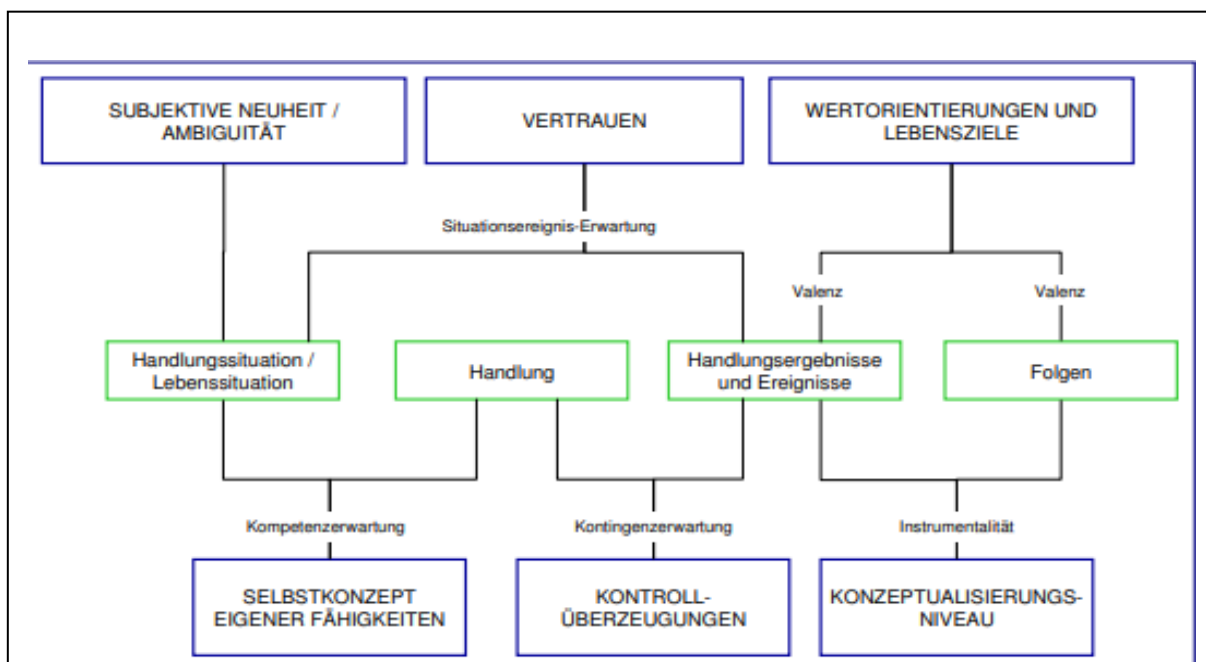 SUBJEKTIVE NEUHEIT /
AMBIGUITÄT
VERTRAUEN
WERTORIENTIERUNGEN UND
LEBENSZIELE
Situationsereignis-Erwartung
Valenz
Valenz
Handlungssituation /
Lebenssituation
Handlung
Handlungsergebnisse
und Ereignisse
Folgen
Kompetenzerwartung
Kontingenzerwartung
Instrumentalität
SELBSTKONZEPT
EIGENER FÄHIGKEITEN
KONTROLL-
ÜBERZEUGUNGEN
KONZEPTUALISIERUNGS-
NIVEAU